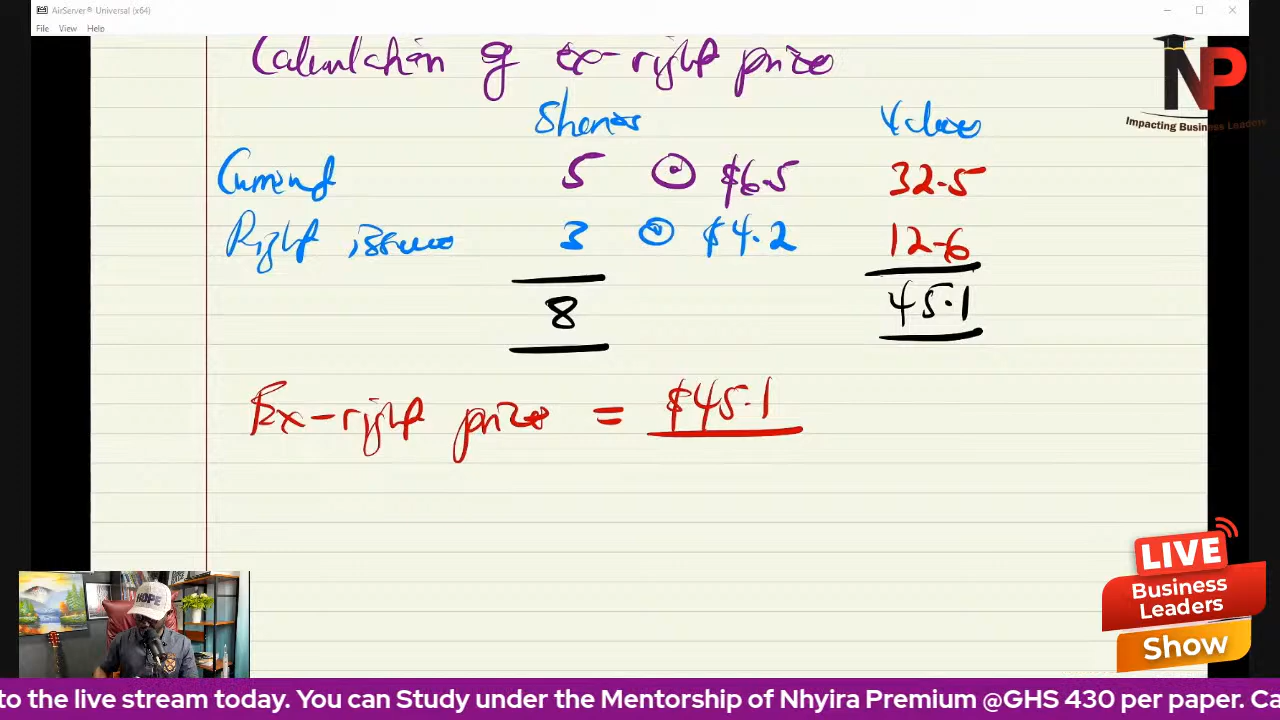 AirServer® Universal (x64)
File View Help
Calculation of ex-right price
NP
Impacting Business Leaders
Shares Values
Current 5 @ $6.5 32.5
Right issue 3 @ $4.2 12.6
8 45.1
Ex-right price = $45.1
HOPE
LIVE
Business
Leaders
Show
to the live stream today. You can Study under the Mentorship of Nhyira Premium @GHS 430 per paper. Ca